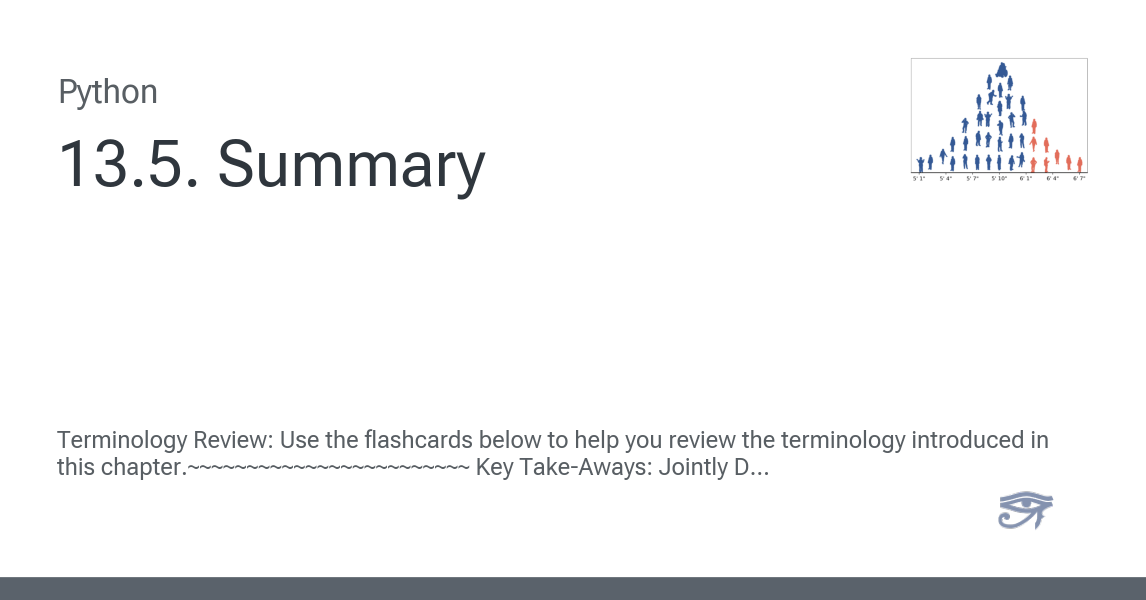 Python
13.5. Summary
5' 1" 5' 4" 5' 7" 5' 10" 6' 1" 6' 4" 6' 7"
Terminology Review: Use the flashcards below to help you review the terminology introduced in
this chapter.~~~~~~~~~~~~~~~~~~~~~~~~ Key Take-Aways: Jointly D...